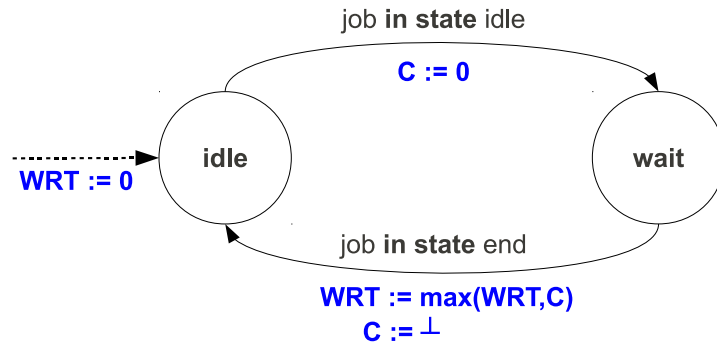 job in state idle
C := 0
idle
wait
WRT := 0
job in state end
WRT := max(WRT,C)
C := ⊥